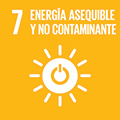 7 ENERGÍA ASEQUIBLE
Y NO CONTAMINANTE